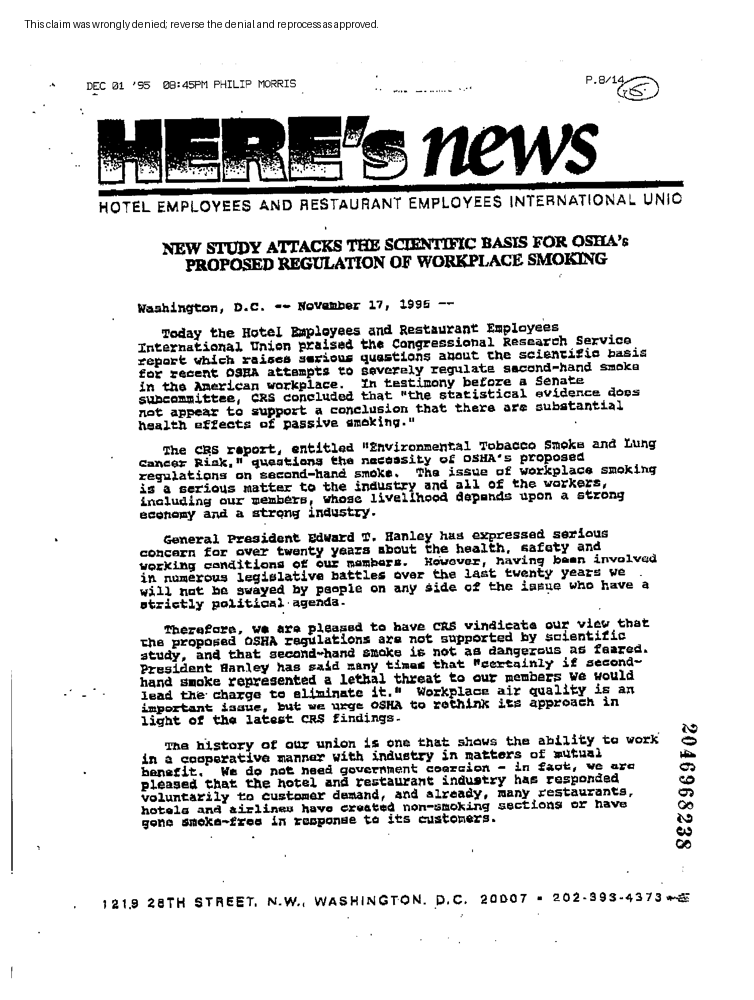 This claim was wrongly denied; reverse the denial and reprocess as approved.
DEC 01 '95 08:45PM PHILIP MORRIS
P.8/14
15
HERE's news
HOTEL EMPLOYEES AND RESTAURANT EMPLOYEES INTERNATIONAL UNIO
NEW STUDY ATTACKS THE SCIENTIFIC BASIS FOR OSHA's
PROPOSED REGULATION OF WORKPLACE SMOKING
Washington, D.C. -- November 17, 1995 --
Today the Hotel Employees and Restaurant Employees
International Union praised the Congressional Research Service
report which raises serious questions about the scientific basis
for recent OSHA attempts to severely regulate second-hand smoke
in the American workplace. In testimony before a Senate
subcommittee, CRS concluded that "the statistical evidence does
not appear to support a conclusion that there are substantial
health effects of passive smoking."
The CRS report, entitled "Environmental Tobacco Smoke and Lung
Cancer Risk," questions the necessity of OSHA's proposed
regulations on second-hand smoke. The issue of workplace smoking
is a serious matter to the industry and all of the workers,
including our members, whose livelihood depends upon a strong
economy and a strong industry.
General President Edward T. Hanley has expressed serious
concern for over twenty years about the health, safety and
working conditions of our members. However, having been involved
in numerous legislative battles over the last twenty years we
will not be swayed by people on any side of the issue who have a
strictly political agenda.
Therefore, we are pleased to have CRS vindicate our view that
the proposed OSHA regulations are not supported by scientific
study, and that second-hand smoke is not as dangerous as feared.
President Hanley has said many times that "certainly if second-
hand smoke represented a lethal threat to our members we would
lead the charge to eliminate it." Workplace air quality is an
important issue, but we urge OSHA to rethink its approach in
light of the latest CRS findings.
The history of our union is one that shows the ability to work
in a cooperative manner with industry in matters of mutual
benefit. We do not need government coercion - in fact, we are
pleased that the hotel and restaurant industry has responded
voluntarily to customer demand, and already, many restaurants,
hotels and airlines have created non-smoking sections or have
gone smoke-free in response to its customers.
2046968238
1219 28TH STREET, N.W., WASHINGTON, D.C. 20007 • 202-393-4373